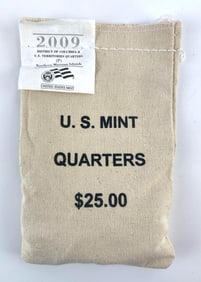 2009
DISTRICT OF COLUMBIA &
U.S. TERRITORIES QUARTERS
(P)
Northern Mariana Islands
UNITED STATES MINT
U. S. MINT
QUARTERS
$25.00